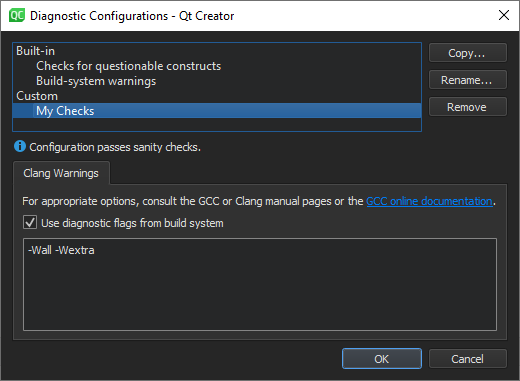 QC Diagnostic Configurations - Qt Creator
Built-in
Checks for questionable constructs
Build-system warnings
Custom
My Checks
Copy...
Rename...
Remove
Configuration passes sanity checks.
Clang Warnings
For appropriate options, consult the GCC or Clang manual pages or the GCC online documentation.
Use diagnostic flags from build system
-Wall -Wextra
OK
Cancel